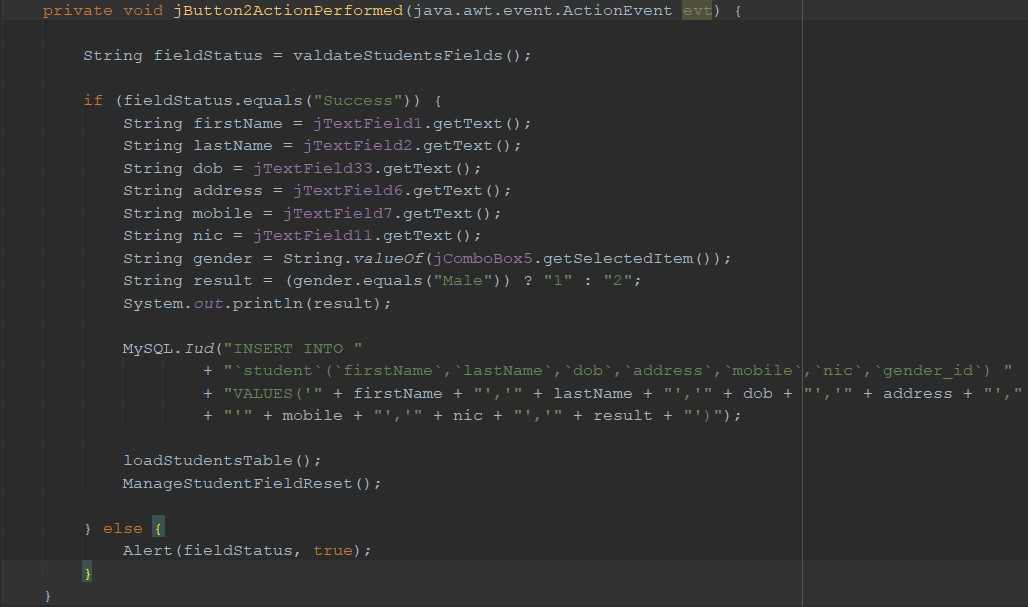 private void jButton2ActionPerformed(java.awt.event.ActionEvent evt) {
String fieldStatus = valdateStudentsFields();
if (fieldStatus.equals("Success")) {
String firstName = jTextField1.getText();
String lastName = jTextField2.getText();
String dob = jTextField33.getText();
String address = jTextField6.getText();
String mobile = jTextField7.getText();
String nic = jTextField11.getText();
String gender = String.valueOf(jComboBox5.getSelectedItem());
String result = (gender.equals("Male")) ? "1" : "2";
System.out.println(result);
MySQL.Iud("INSERT INTO "
+ "`student`(`firstName`,`lastName`,`dob`,`address`,`mobile`,`nic`,`gender_id`) "
+ "VALUES('" + firstName + "','" + lastName + "','" + dob + "','" + address + "',"
+ "'" + mobile + "','" + nic + "','" + result + "')");
loadStudentsTable();
ManageStudentFieldReset();
} else {
Alert(fieldStatus, true);
}
}